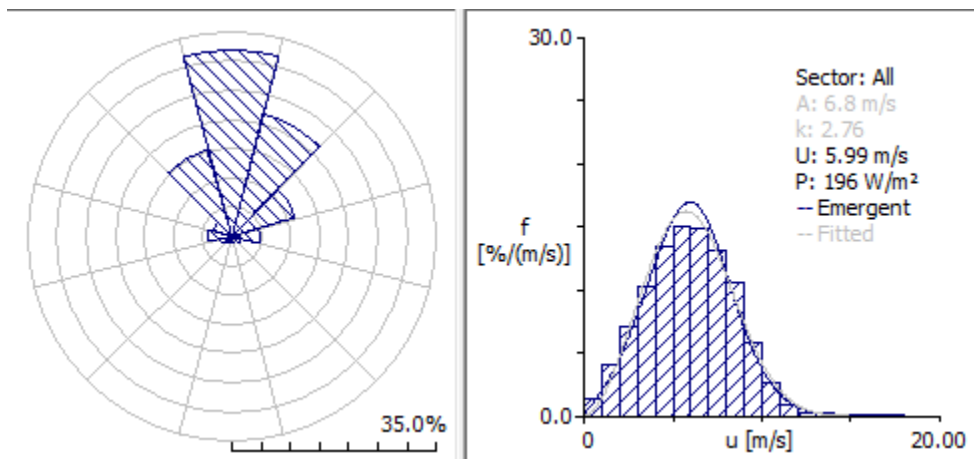 35.0%
30.0
Sector: All
A: 6.8 m/s
k: 2.76
U: 5.99 m/s
P: 196 W/m²
-- Emergent
-- Fitted
f
[%/(m/s)]
0.0
0 u [m/s] 20.00